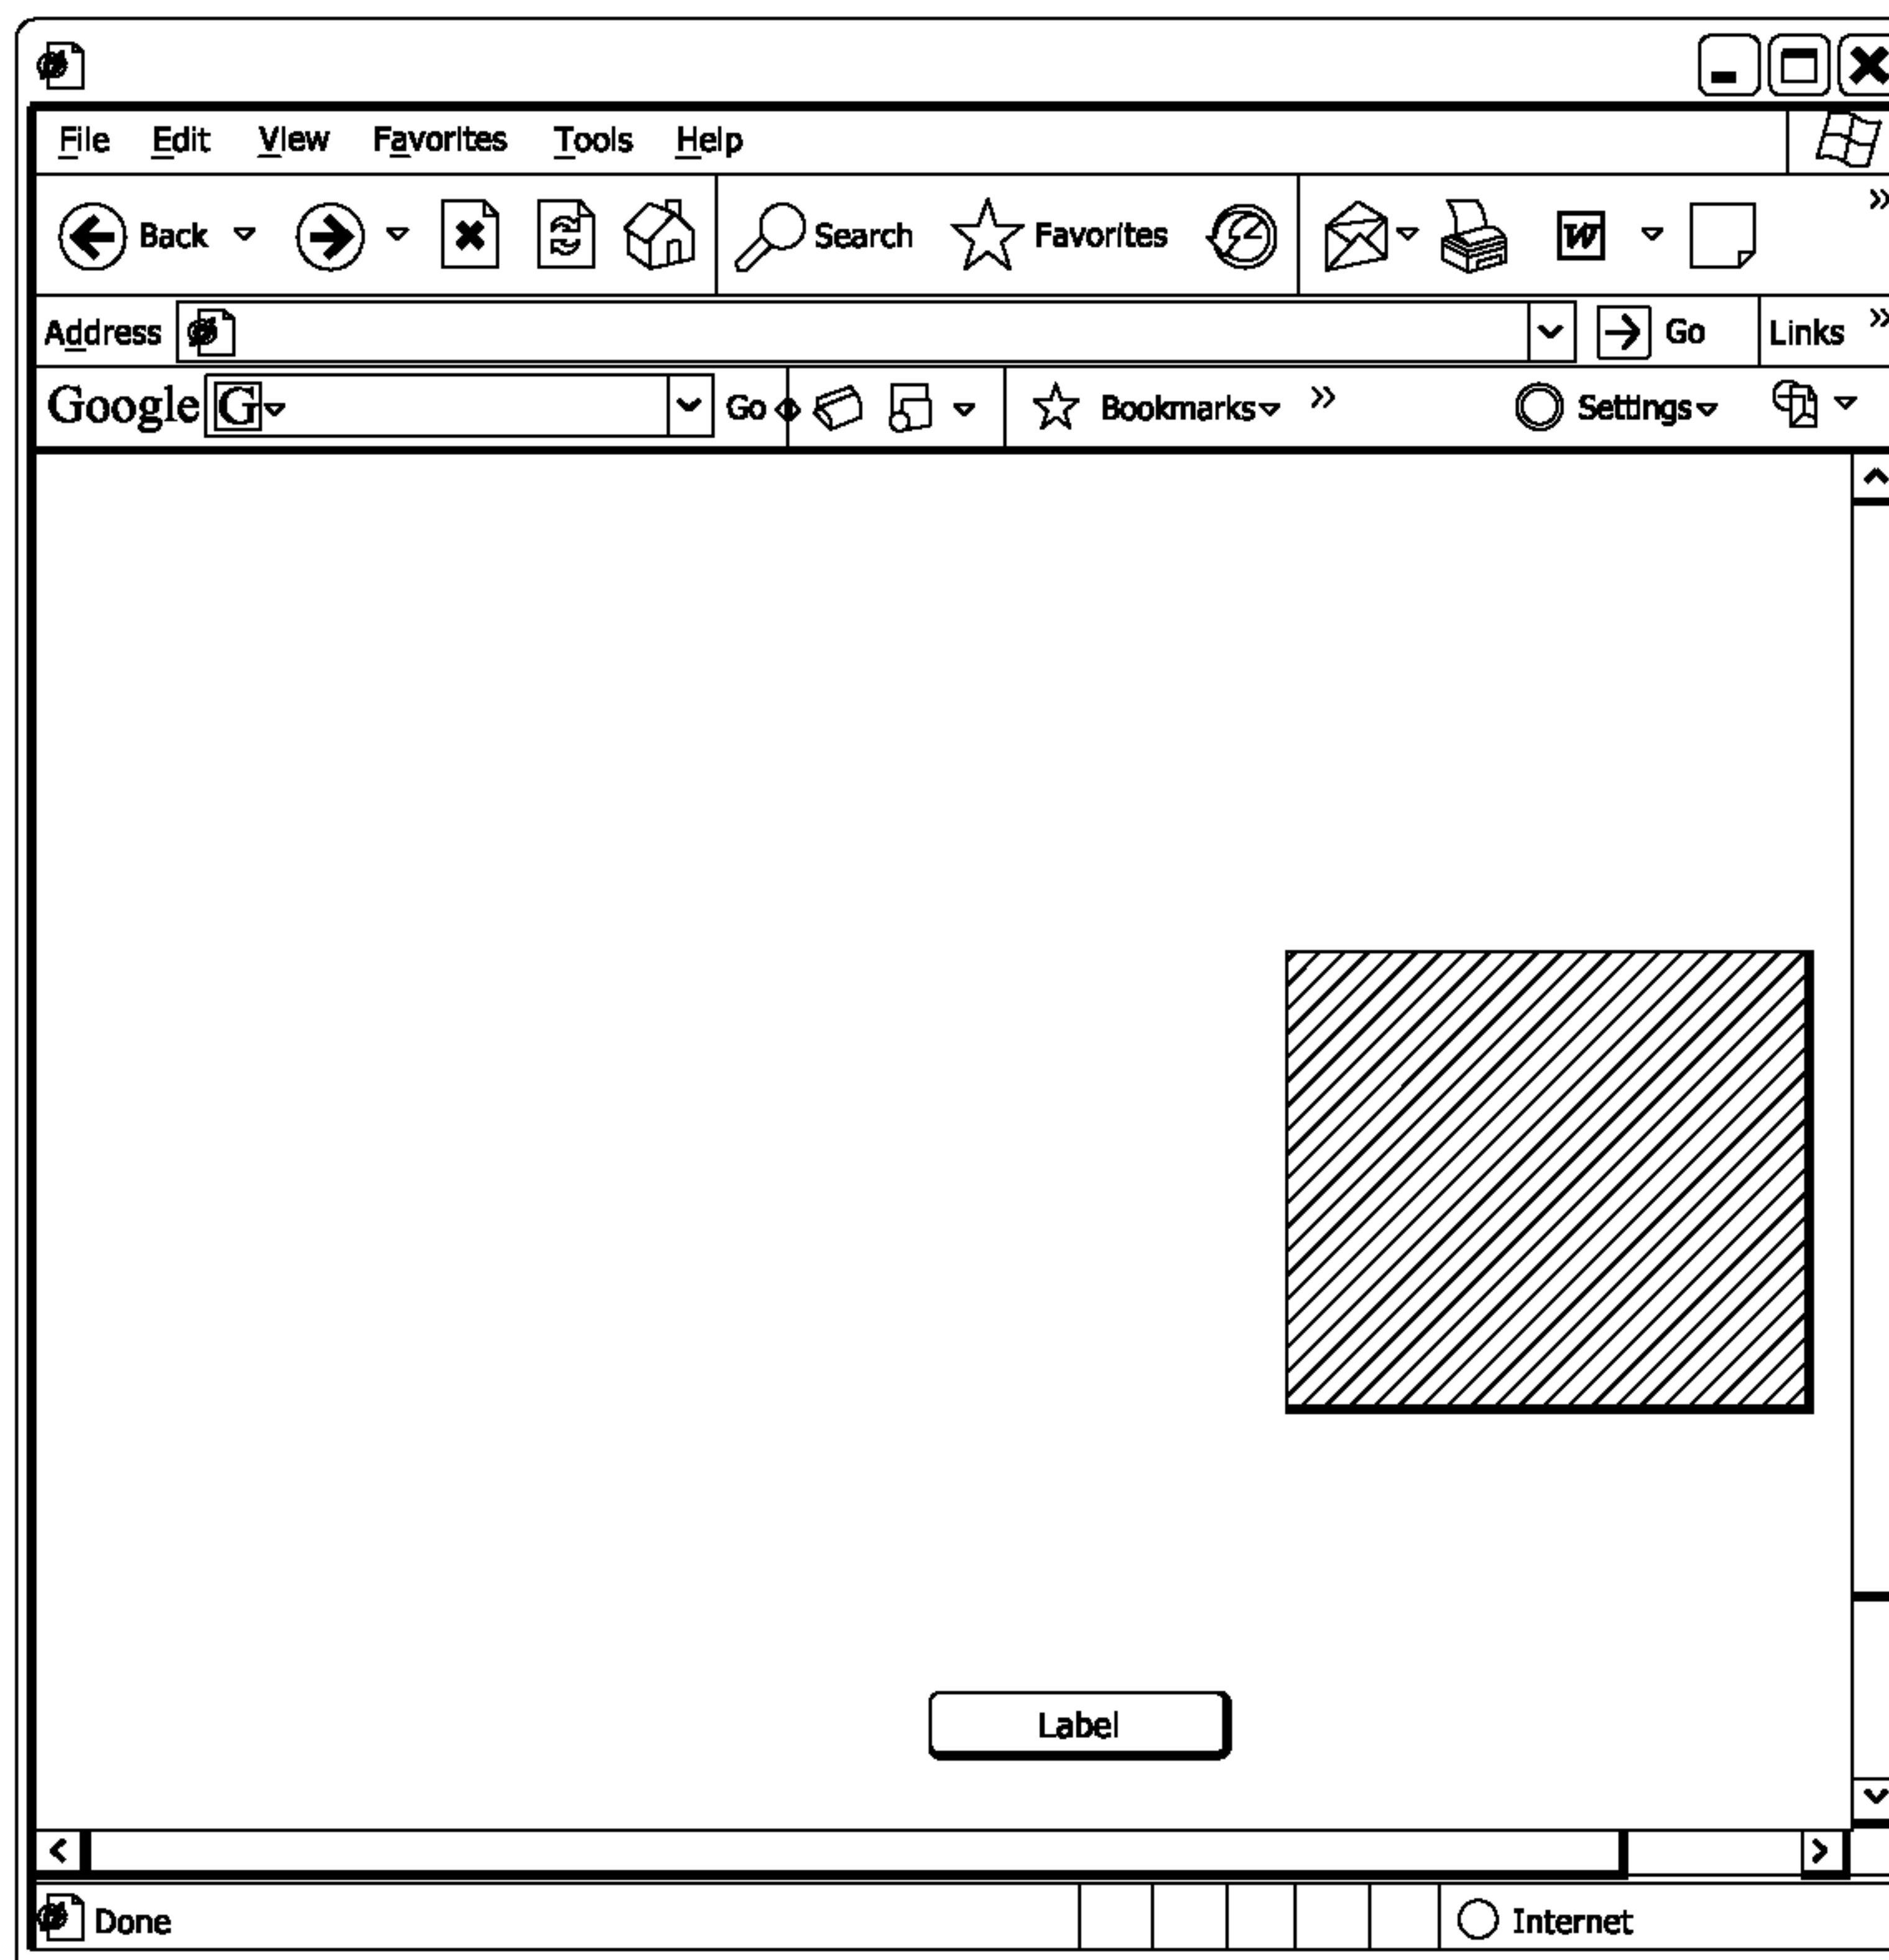 File Edit View Favorites Tools Help
Back Search Favorites W
Address Go Links »
Google G Go Bookmarks » Settings
Label
Done Internet